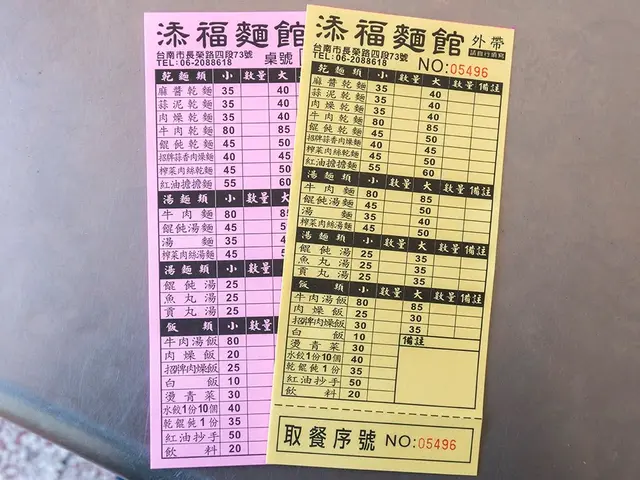 添福麵館
台南市長榮路四段73號
TEL:06-2088618 桌號
乾麵類 小 數量 大
麻醬乾麵 35 40
蒜泥乾麵 35 40
肉燥乾麵 35 40
牛肉乾麵 80 85
餛飩乾麵 45 50
招牌蒜香肉燥麵 40 45
榨菜肉絲乾麵 45 50
紅油擔擔麵 55 60
湯麵類 小 數量 大
牛肉麵 80 85
餛飩湯麵 45
湯麵 35
榨菜肉絲湯麵 45
湯麵類 小 數量
餛飩湯 25
魚丸湯 25
貢丸湯 25
飯類 小 數量
牛肉湯飯 80
肉燥飯 20
招牌肉燥飯 25
白飯 10
燙青菜 30
水餃1份10個 40
乾餛飩1份 35
紅油抄手 50
飲料 20
添福麵館 外帶
台南市長榮路四段73號
TEL:06-2088618 NO:05496
乾麵類 小 數量 大 數量 備註
麻醬乾麵 35 40
蒜泥乾麵 35 40
肉燥乾麵 35 40
牛肉乾麵 80 85
餛飩乾麵 45 50
招牌蒜香肉燥麵 40 45
榨菜肉絲乾麵 45 50
紅油擔擔麵 55 60
湯麵類 小 數量 大 數量 備註
牛肉麵 80 85
餛飩湯麵 45 50
湯麵 35 40
榨菜肉絲湯麵 45 50
湯麵類 小 數量 大 數量 備註
餛飩湯 25 35
魚丸湯 25 35
貢丸湯 25 35
飯類 小 數量 大 數量 備註
牛肉湯飯 80 85
肉燥飯 25
招牌肉燥飯 30 35
白飯 10 備註
燙青菜 30
水餃1份10個 40
乾餛飩1份 35
紅油抄手 50
飲料 20
取餐序號 NO:05496